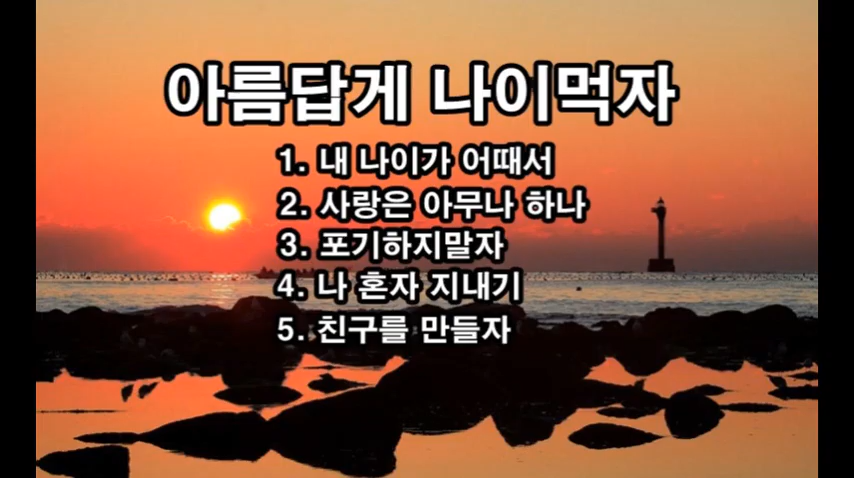 아름답게 나이먹자
1. 내 나이가 어때서
2. 사랑은 아무나 하나
3. 포기하지말자
4. 나 혼자 지내기
5. 친구를 만들자